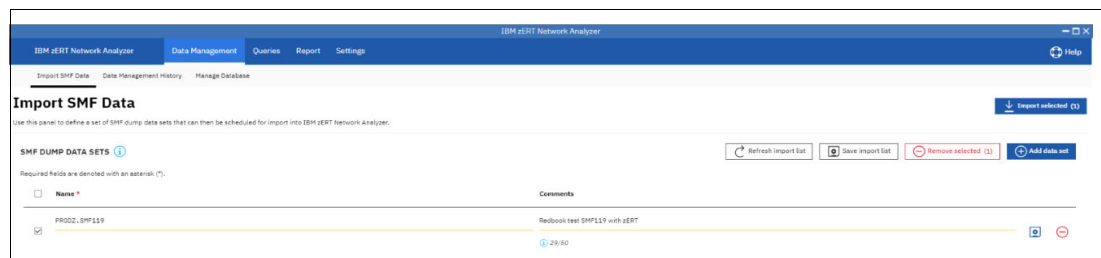 IBM zERT Network Analyzer
IBM zERT Network Analyzer Data Management Queries Report Settings Help
Import SMF Data Data Management History Manage Database
Import SMF Data
Import selected (1)
Use this panel to define a set of SMF dump data sets that can then be scheduled for import into IBM zERT Network Analyzer.
SMF DUMP DATA SETS Refresh import list Save import list Remove selected (1) Add data set
Required fields are denoted with an asterisk (*).
Name * Comments
PRODZ.SMF119 Redbook test SMF119 with zERT
29/50